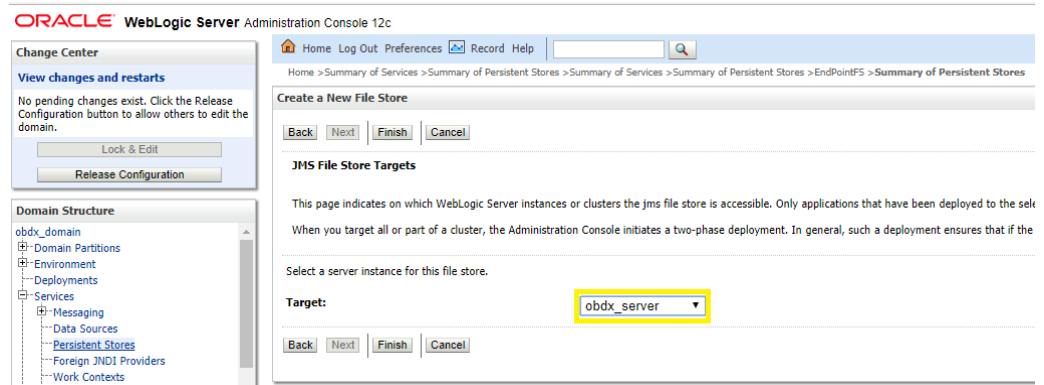 ORACLE WebLogic Server Administration Console 12c
Change Center
View changes and restarts
No pending changes exist. Click the Release
Configuration button to allow others to edit the
domain.
Lock & Edit
Release Configuration
Domain Structure
obdx_domain
Domain Partitions
Environment
Deployments
Services
Messaging
Data Sources
Persistent Stores
Foreign JNDI Providers
Work Contexts
Home Log Out Preferences Record Help
Home >Summary of Services >Summary of Persistent Stores >Summary of Services >Summary of Persistent Stores >EndPointFS >Summary of Persistent Stores
Create a New File Store
Back Next Finish Cancel
JMS File Store Targets
This page indicates on which WebLogic Server instances or clusters the jms file store is accessible. Only applications that have been deployed to the sele
When you target all or part of a cluster, the Administration Console initiates a two-phase deployment. In general, such a deployment ensures that if the
Select a server instance for this file store.
Target: obdx_server
Back Next Finish Cancel